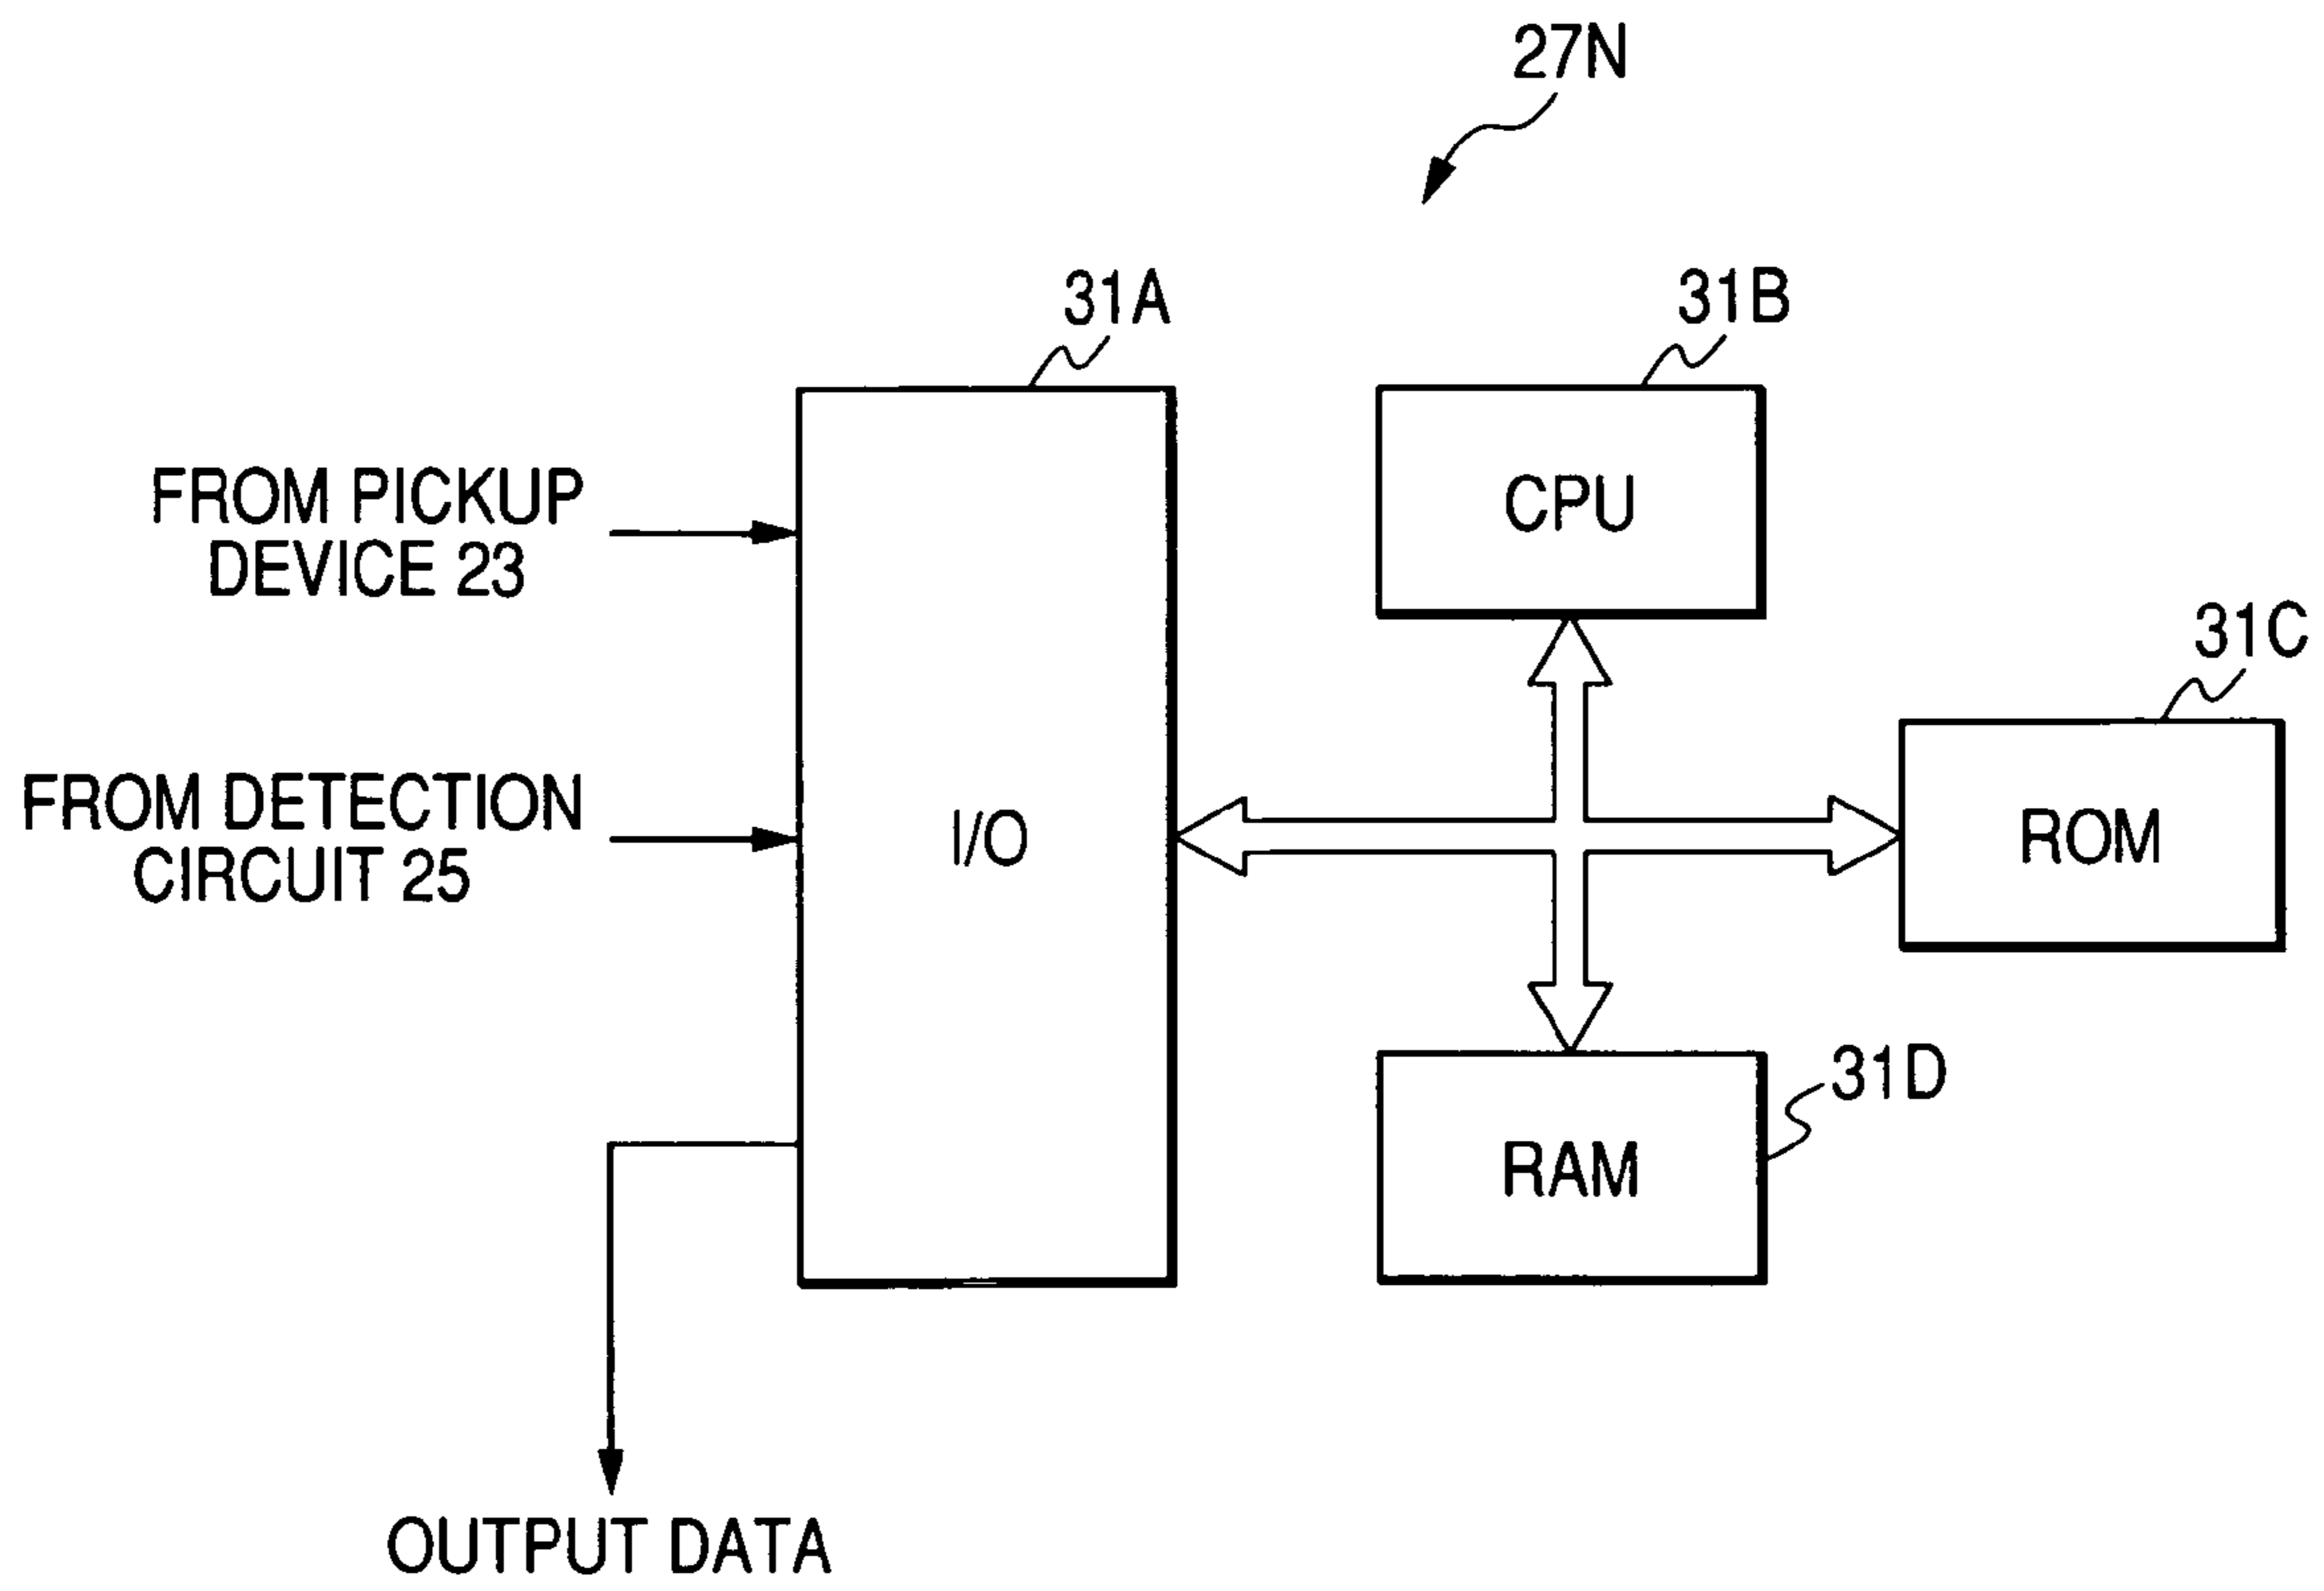 27N
31A
31B
FROM PICKUP
DEVICE 23
CPU
31C
FROM DETECTION
CIRCUIT 25
I/O
ROM
31D
RAM
OUTPUT DATA